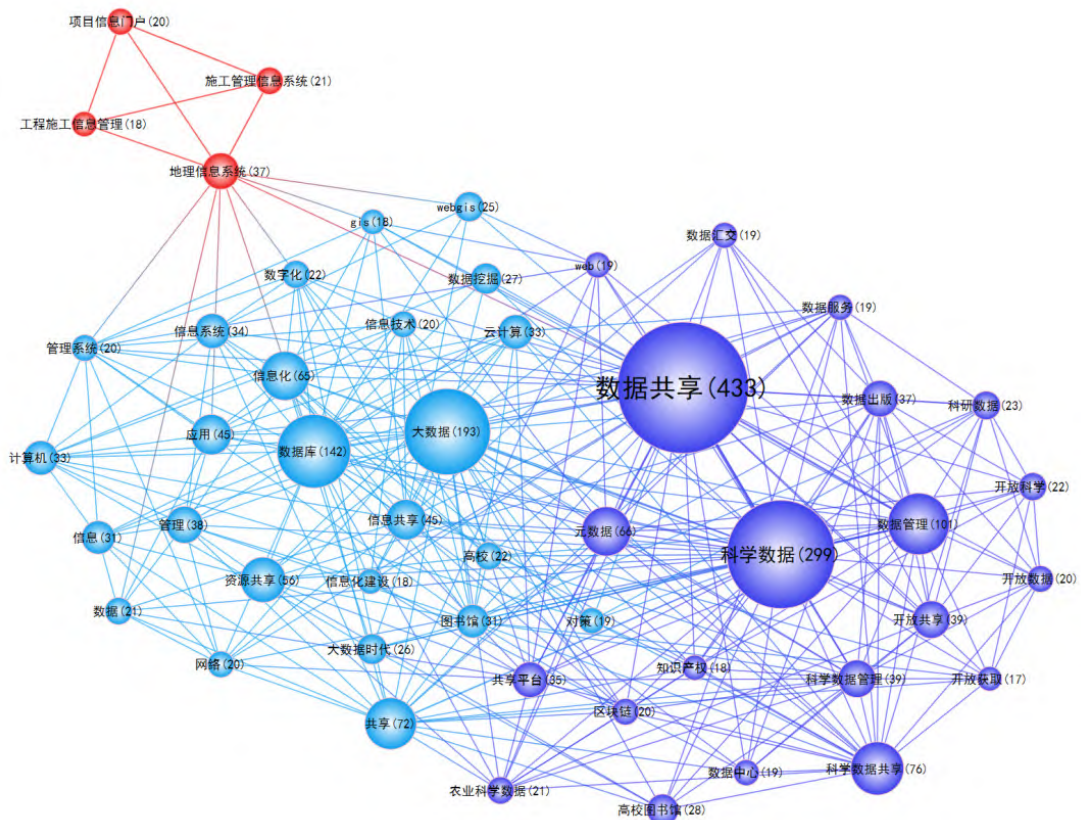 项目信息门户(20)
施工管理信息系统(21)
工程施工信息管理(18)
地理信息系统(37)
webgis(25)
gis(18)
数据汇交(19)
web(19)
数字化(22)
数据挖掘(27)
数据服务(19)
信息系统(34)
信息技术(20)
云计算(33)
管理系统(20)
信息化(65)
数据共享(433)
数据出版(37)
科研数据(23)
应用(45)
大数据(193)
数据库(142)
计算机(33)
开放科学(22)
信息(31)
管理(38)
信息共享(45)
元数据(66)
数据管理(101)
科学数据(299)
高校(22)
资源共享(56)
信息化建设(18)
开放数据(20)
数据(21)
图书馆(31)
对策(19)
开放共享(39)
大数据时代(26)
网络(20)
共享平台(35)
知识产权(18)
科学数据管理(39)
开放获取(17)
区块链(20)
共享(72)
数据中心(19)
科学数据共享(76)
农业科学数据(21)
高校图书馆(28)